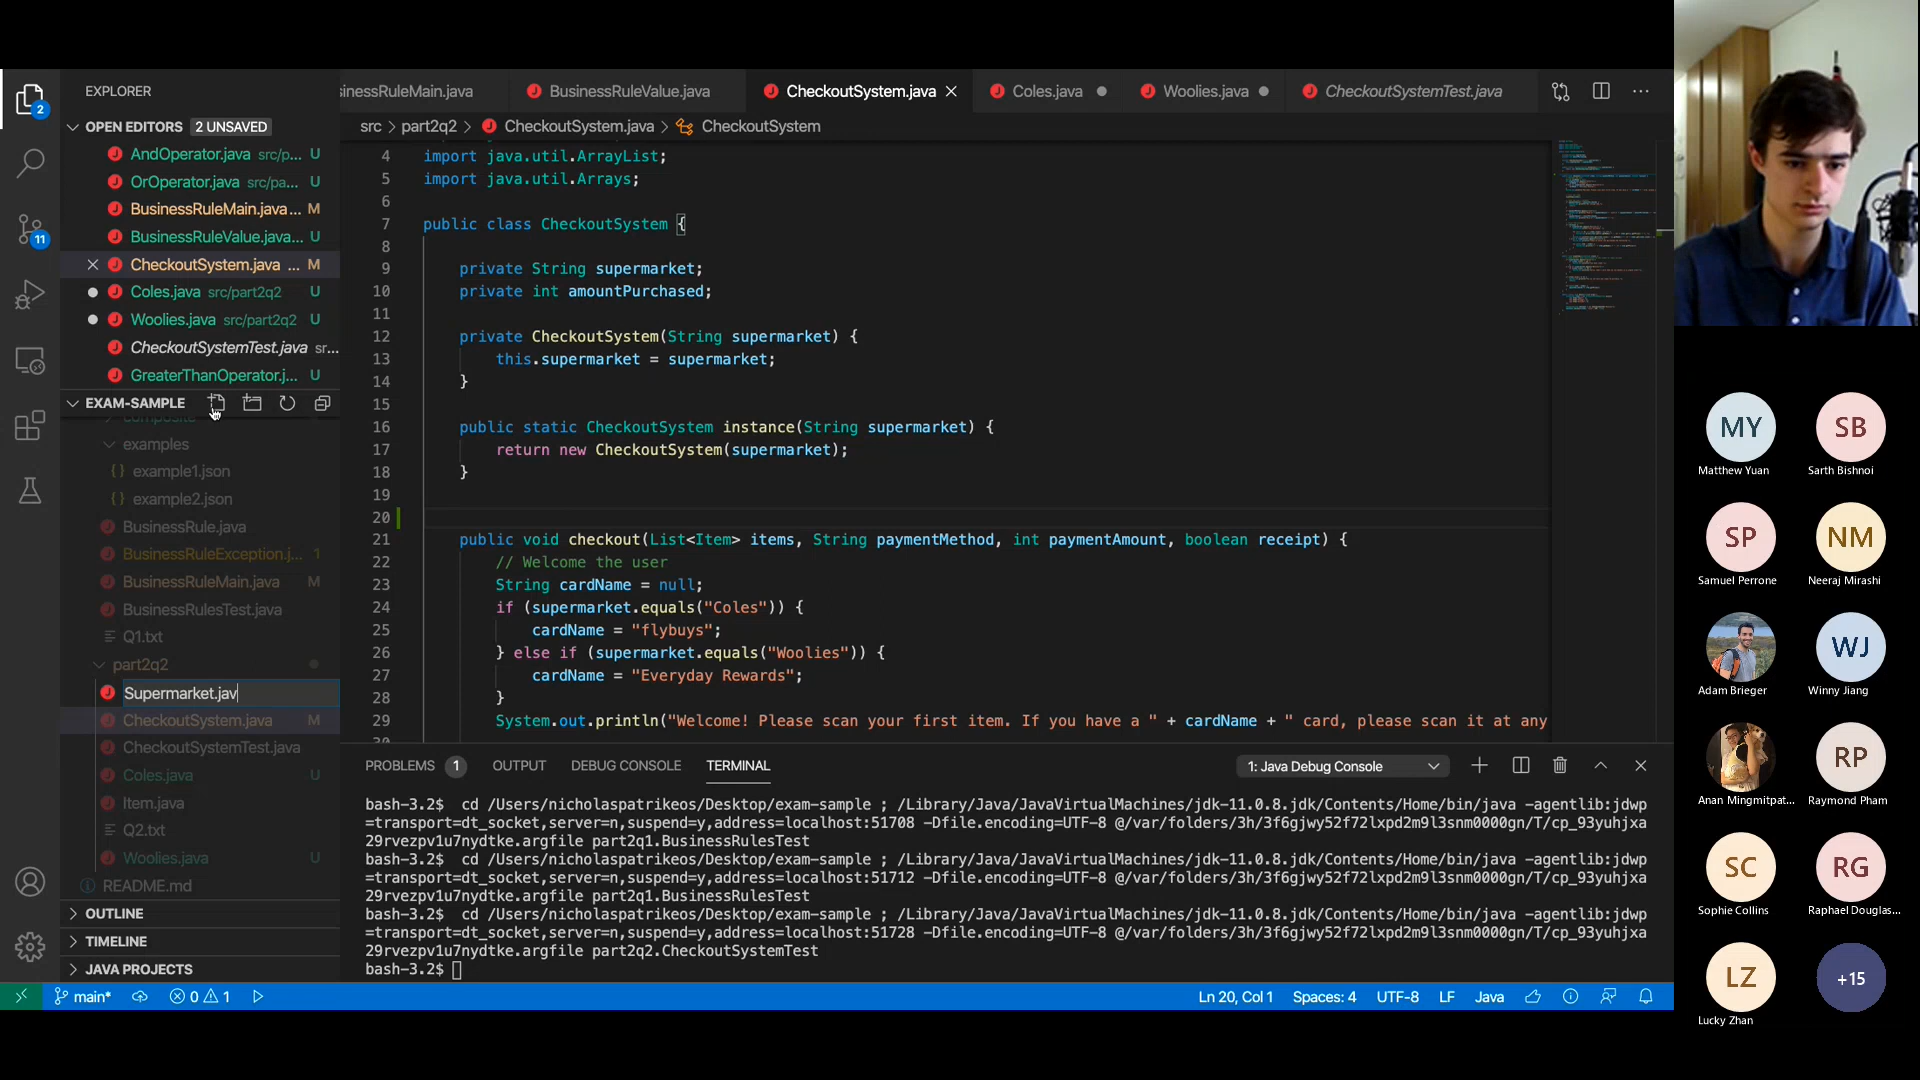 EXPLORER
OPEN EDITORS 2 UNSAVED
AndOperator.java src/p... U
OrOperator.java src/pa... U
BusinessRuleMain.java... M
BusinessRuleValue.java... U
CheckoutSystem.java ... M
Coles.java src/part2q2 U
Woolies.java src/part2q2 U
CheckoutSystemTest.java sr...
GreaterThanOperator.j... U
EXAM-SAMPLE
examples
{} example1.json
{} example2.json
BusinessRule.java
BusinessRuleException.j... 1
BusinessRuleMain.java M
BusinessRulesTest.java
Q1.txt
part2q2
Supermarket.jav
CheckoutSystem.java M
CheckoutSystemTest.java
Coles.java U
Item.java
Q2.txt
Woolies.java U
README.md
OUTLINE
TIMELINE
JAVA PROJECTS
2
11
sinessRuleMain.java BusinessRuleValue.java CheckoutSystem.java Coles.java Woolies.java CheckoutSystemTest.java
src > part2q2 > CheckoutSystem.java > CheckoutSystem
4 import java.util.ArrayList;
5 import java.util.Arrays;
6
7 public class CheckoutSystem {
8
9 private String supermarket;
10 private int amountPurchased;
11
12 private CheckoutSystem(String supermarket) {
13 this.supermarket = supermarket;
14 }
15
16 public static CheckoutSystem instance(String supermarket) {
17 return new CheckoutSystem(supermarket);
18 }
19
20
21 public void checkout(List<Item> items, String paymentMethod, int paymentAmount, boolean receipt) {
22 // Welcome the user
23 String cardName = null;
24 if (supermarket.equals("Coles")) {
25 cardName = "flybuys";
26 } else if (supermarket.equals("Woolies")) {
27 cardName = "Everyday Rewards";
28 }
29 System.out.println("Welcome! Please scan your first item. If you have a " + cardName + " card, please scan it at any
PROBLEMS 1 OUTPUT DEBUG CONSOLE TERMINAL 1: Java Debug Console
bash-3.2$ cd /Users/nicholaspatrikeos/Desktop/exam-sample ; /Library/Java/JavaVirtualMachines/jdk-11.0.8.jdk/Contents/Home/bin/java -agentlib:jdwp
=transport=dt_socket,server=n,suspend=y,address=localhost:51708 -Dfile.encoding=UTF-8 @/var/folders/3h/3f6gjwy52f72lxpd2m9l3snm0000gn/T/cp_93yuhjxa
29rvezpv1u7nydtke.argfile part2q1.BusinessRulesTest
bash-3.2$ cd /Users/nicholaspatrikeos/Desktop/exam-sample ; /Library/Java/JavaVirtualMachines/jdk-11.0.8.jdk/Contents/Home/bin/java -agentlib:jdwp
=transport=dt_socket,server=n,suspend=y,address=localhost:51712 -Dfile.encoding=UTF-8 @/var/folders/3h/3f6gjwy52f72lxpd2m9l3snm0000gn/T/cp_93yuhjxa
29rvezpv1u7nydtke.argfile part2q1.BusinessRulesTest
bash-3.2$ cd /Users/nicholaspatrikeos/Desktop/exam-sample ; /Library/Java/JavaVirtualMachines/jdk-11.0.8.jdk/Contents/Home/bin/java -agentlib:jdwp
=transport=dt_socket,server=n,suspend=y,address=localhost:51728 -Dfile.encoding=UTF-8 @/var/folders/3h/3f6gjwy52f72lxpd2m9l3snm0000gn/T/cp_93yuhjxa
29rvezpv1u7nydtke.argfile part2q2.CheckoutSystemTest
bash-3.2$
main* 0 1 Ln 20, Col 1 Spaces: 4 UTF-8 LF Java
MY SB
Matthew Yuan Sarth Bishnoi
SP NM
Samuel Perrone Neeraj Mirashi
WJ
Adam Brieger Winny Jiang
RP
Anan Mingmitpat... Raymond Pham
SC RG
Sophie Collins Raphael Douglas...
LZ +15
Lucky Zhan